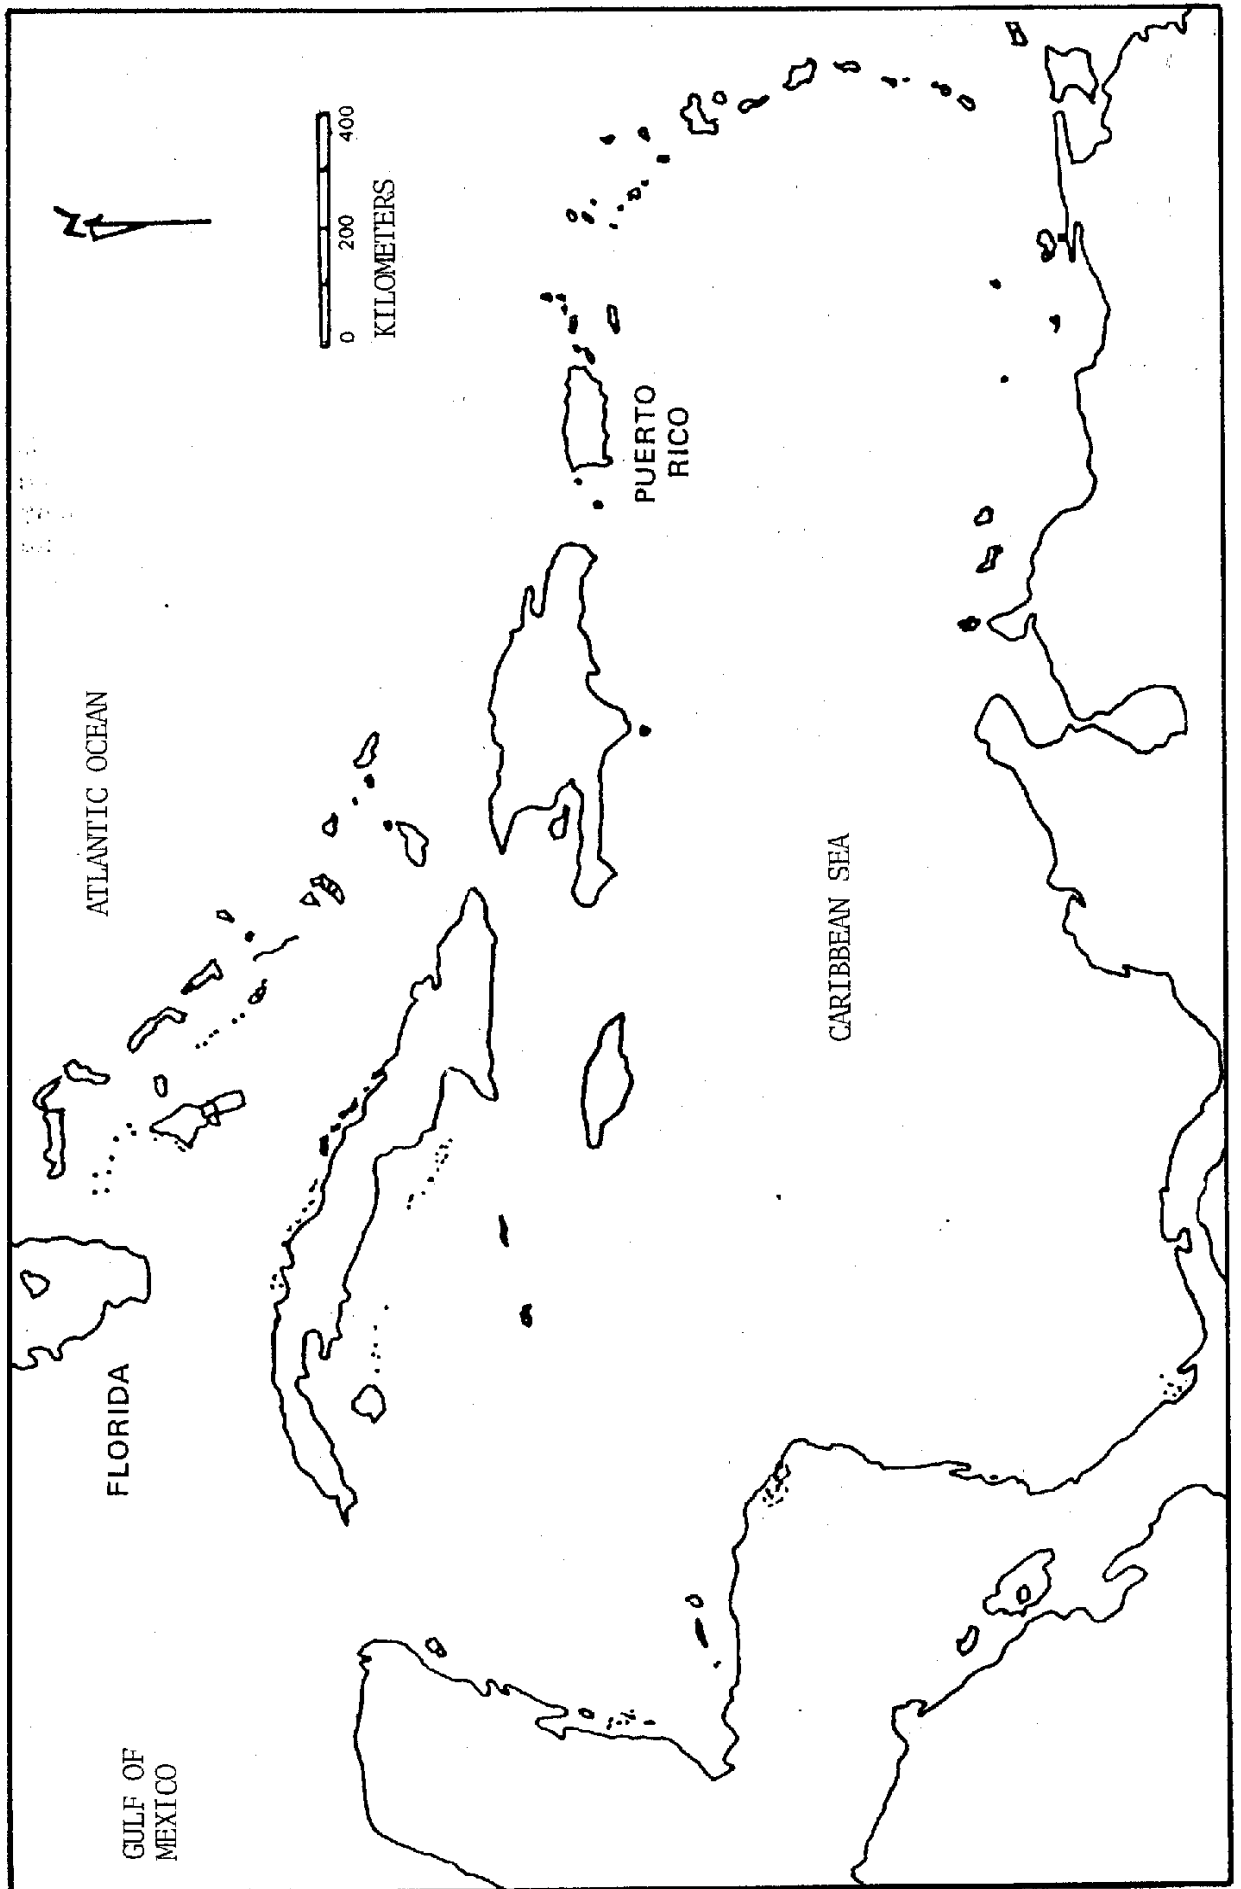 GULF OF
MEXICO
FLORIDA
ATLANTIC OCEAN
N
0 200 400
KILOMETERS
PUERTO
RICO
CARIBBEAN SEA